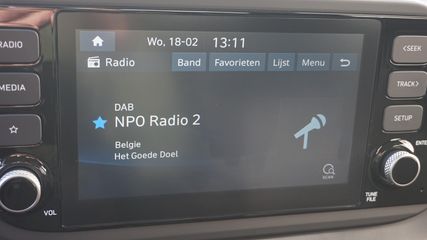 RADIO
MEDIA
VOL
Wo, 18-02 13:11
Radio Band Favorieten Lijst Menu
DAB
NPO Radio 2
Belgie
Het Goede Doel
SCAN
<SEEK
TRACK>
SETUP
ENTER
TUNE
FILE